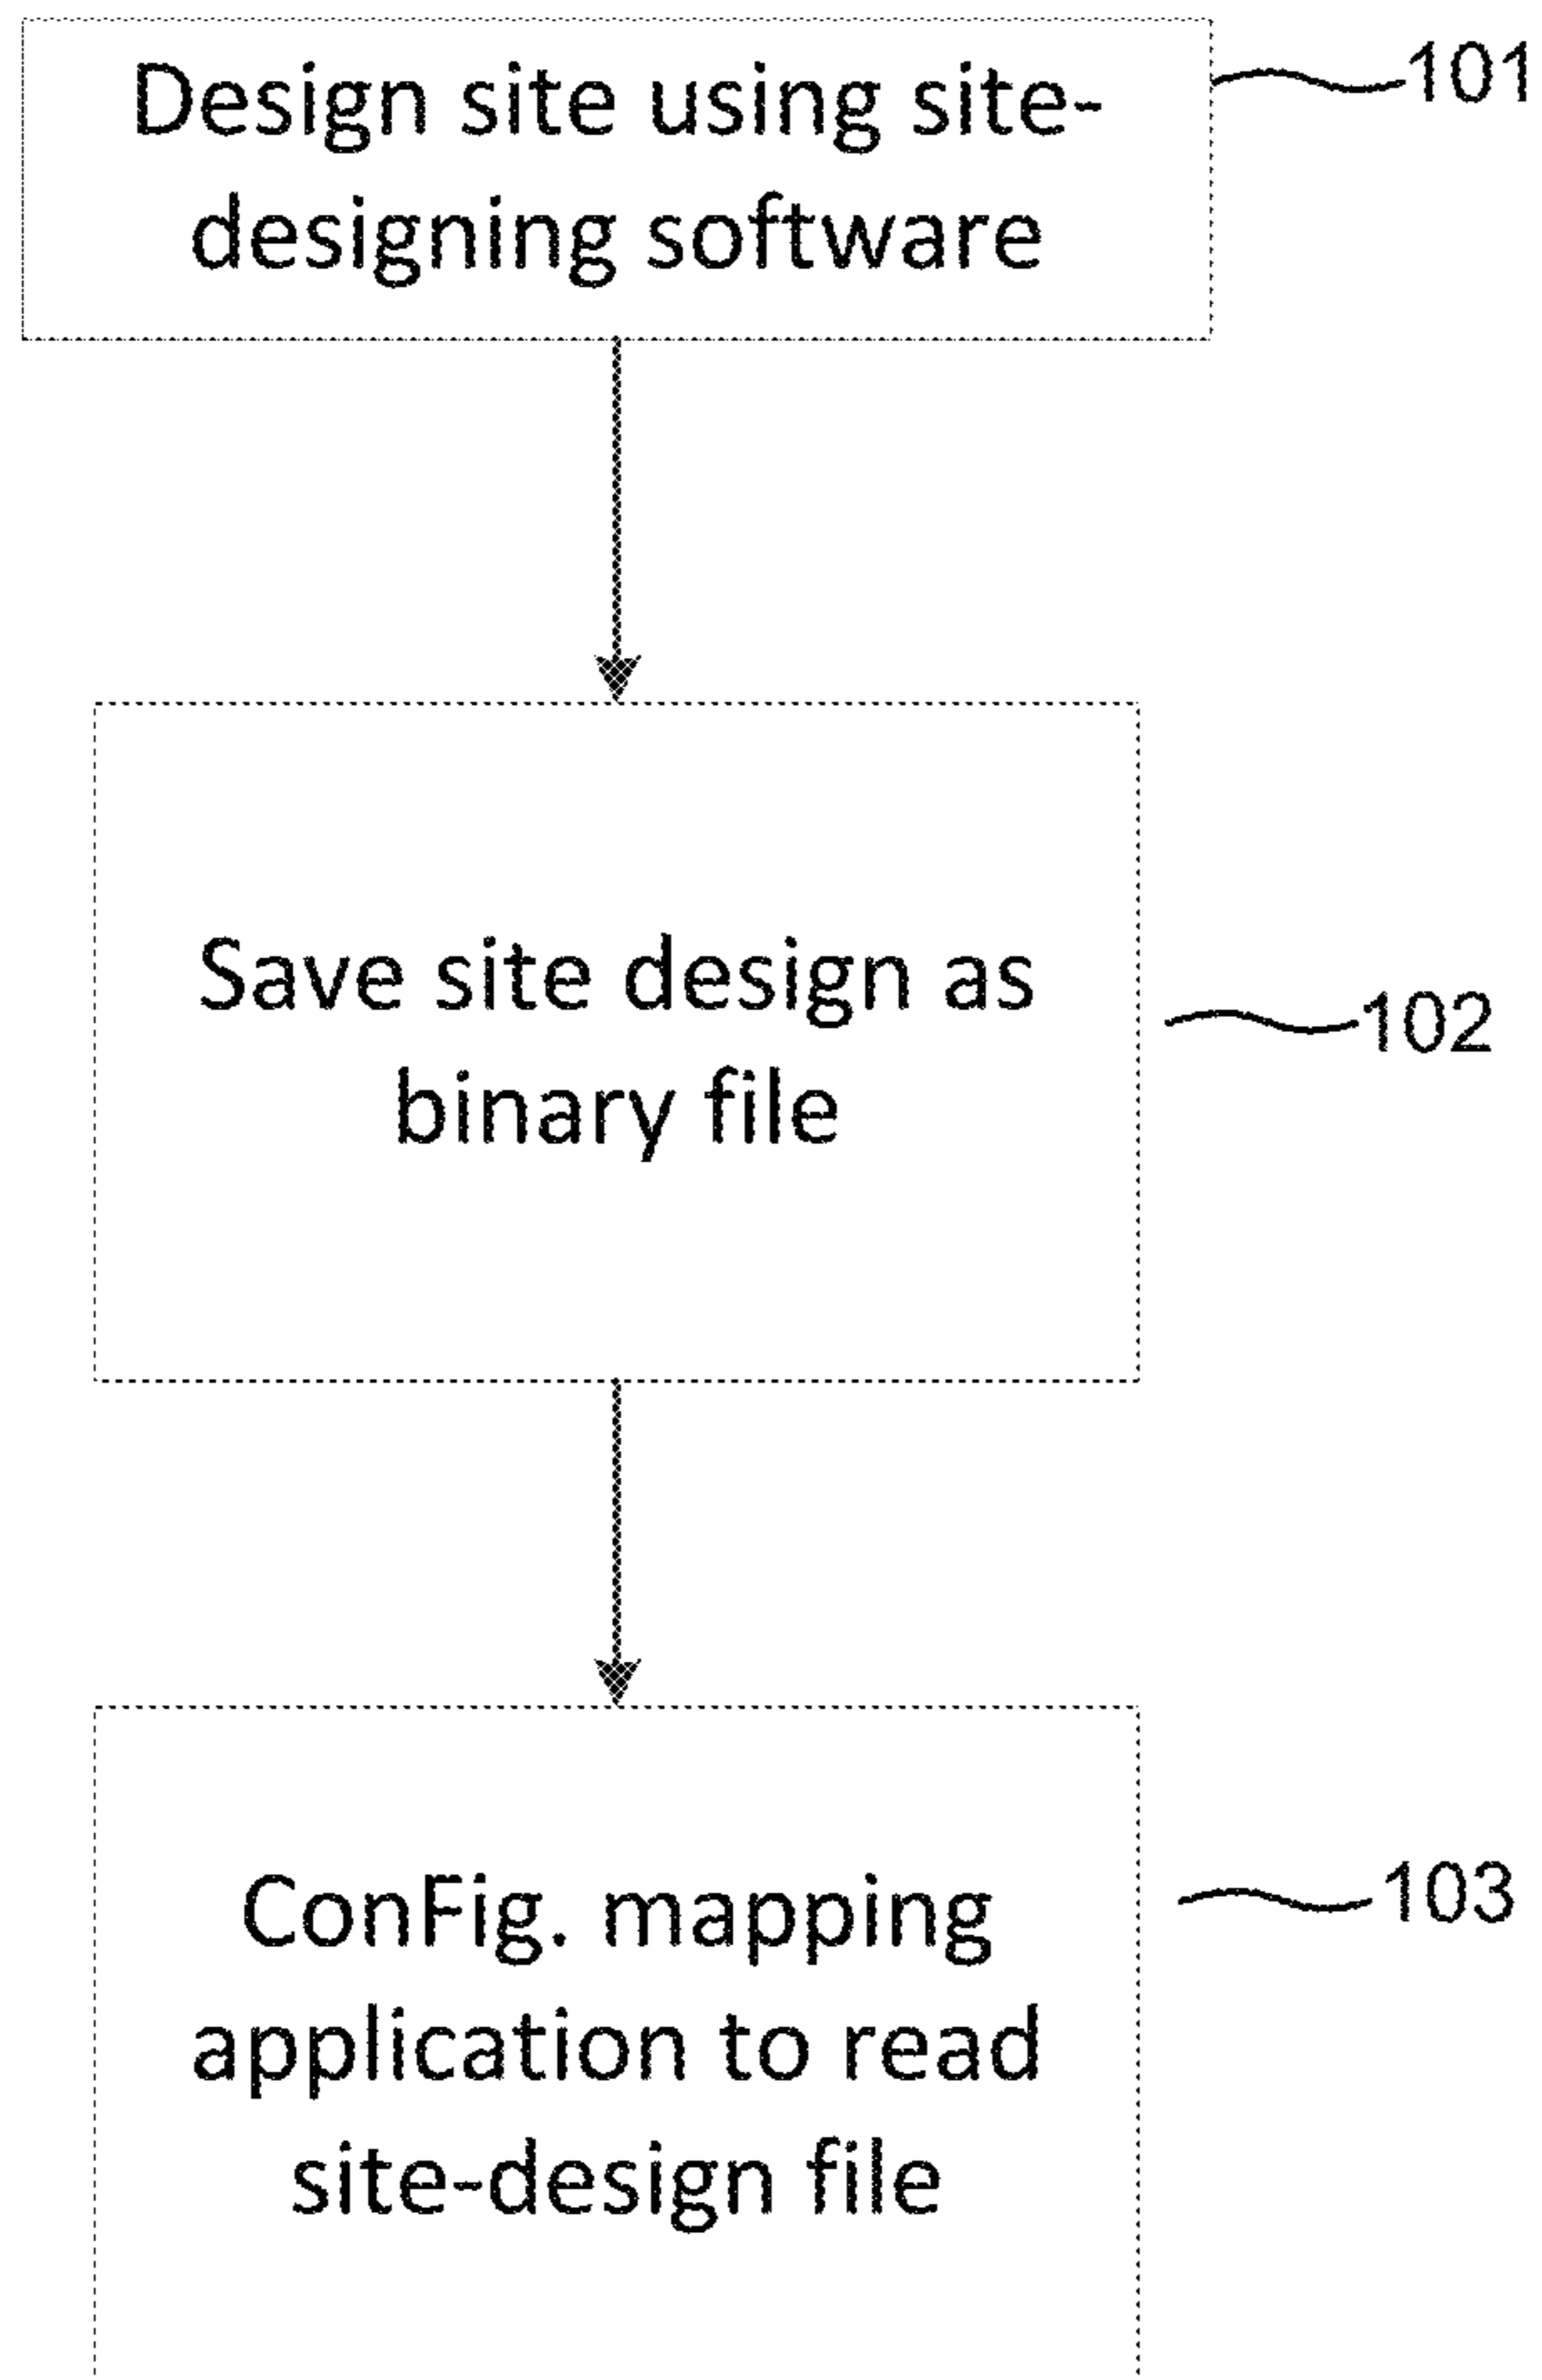 Design site using site-
designing software
101
Save site design as
binary file
102
ConFig. mapping
application to read
site-design file
103